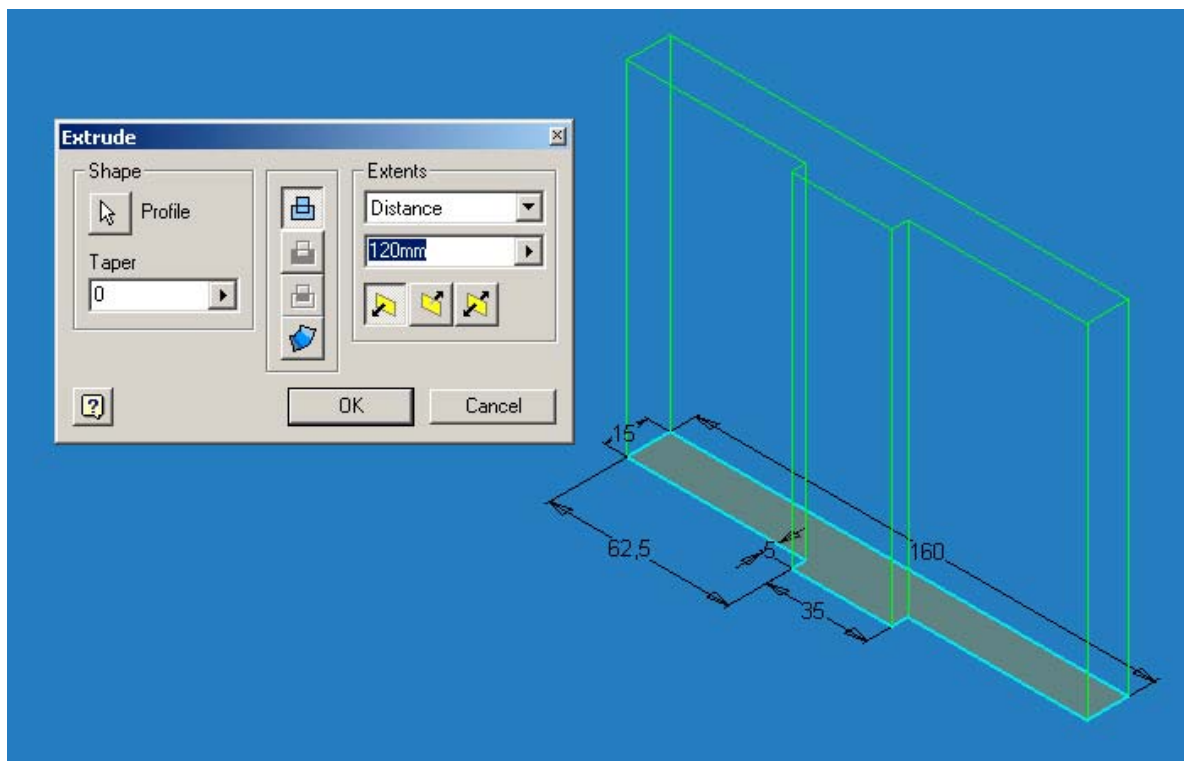 Extrude
Shape
Profile
Taper
0
Extents
Distance
120mm
OK
Cancel
15
62,5
5
160
35